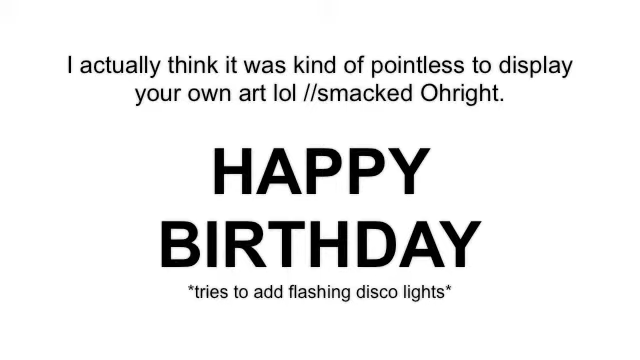 I actually think it was kind of pointless to display
your own art lol //smacked Ohright.
HAPPY
BIRTHDAY
*tries to add flashing disco lights*